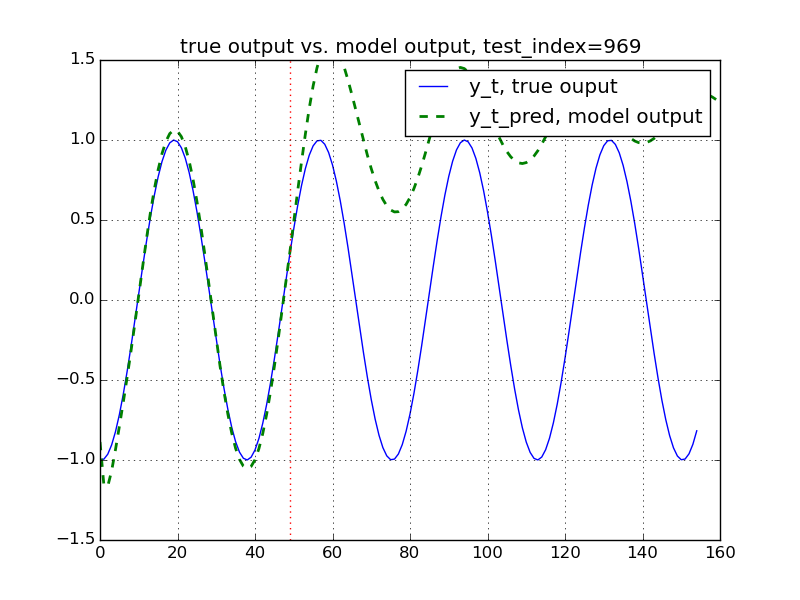 true output vs. model output, test_index=969
y_t, true ouput
y_t_pred, model output
1.5
1.0
0.5
0.0
−0.5
−1.0
−1.5
0 20 40 60 80 100 120 140 160